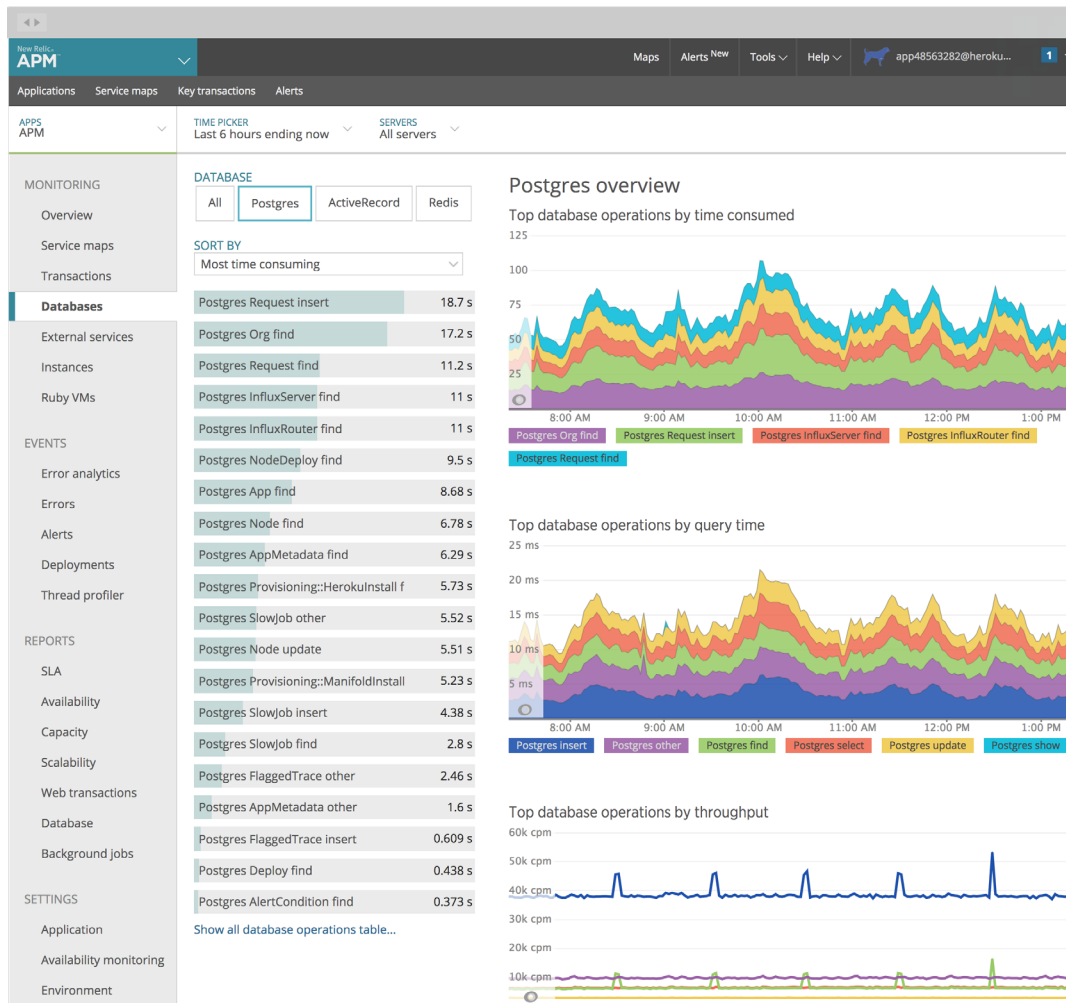 New Relic.
APM
Maps
Alerts New
Tools
Help
app48563282@heroku...
1
Applications
Service maps
Key transactions
Alerts
APPS
APM
TIME PICKER
Last 6 hours ending now
SERVERS
All servers
MONITORING
Overview
Service maps
Transactions
Databases
External services
Instances
Ruby VMs
EVENTS
Error analytics
Errors
Alerts
Deployments
Thread profiler
REPORTS
SLA
Availability
Capacity
Scalability
Web transactions
Database
Background jobs
SETTINGS
Application
Availability monitoring
Environment
DATABASE
All
Postgres
ActiveRecord
Redis
SORT BY
Most time consuming
Postgres Request insert 18.7 s
Postgres Org find 17.2 s
Postgres Request find 11.2 s
Postgres InfluxServer find 11 s
Postgres InfluxRouter find 11 s
Postgres NodeDeploy find 9.5 s
Postgres App find 8.68 s
Postgres Node find 6.78 s
Postgres AppMetadata find 6.29 s
Postgres Provisioning::HerokuInstall f 5.73 s
Postgres SlowJob other 5.52 s
Postgres Node update 5.51 s
Postgres Provisioning::ManifoldInstall 5.23 s
Postgres SlowJob insert 4.38 s
Postgres SlowJob find 2.8 s
Postgres FlaggedTrace other 2.46 s
Postgres AppMetadata other 1.6 s
Postgres FlaggedTrace insert 0.609 s
Postgres Deploy find 0.438 s
Postgres AlertCondition find 0.373 s
Show all database operations table...
Postgres overview
Top database operations by time consumed
125
100
75
50
25
8:00 AM 9:00 AM 10:00 AM 11:00 AM 12:00 PM 1:00 PM
Postgres Org find Postgres Request insert Postgres InfluxServer find Postgres InfluxRouter find
Postgres Request find
Top database operations by query time
25 ms
20 ms
15 ms
10 ms
5 ms
8:00 AM 9:00 AM 10:00 AM 11:00 AM 12:00 PM 1:00 PM
Postgres insert Postgres other Postgres find Postgres select Postgres update Postgres show
Top database operations by throughput
60k cpm
50k cpm
40k cpm
30k cpm
20k cpm
10k cpm